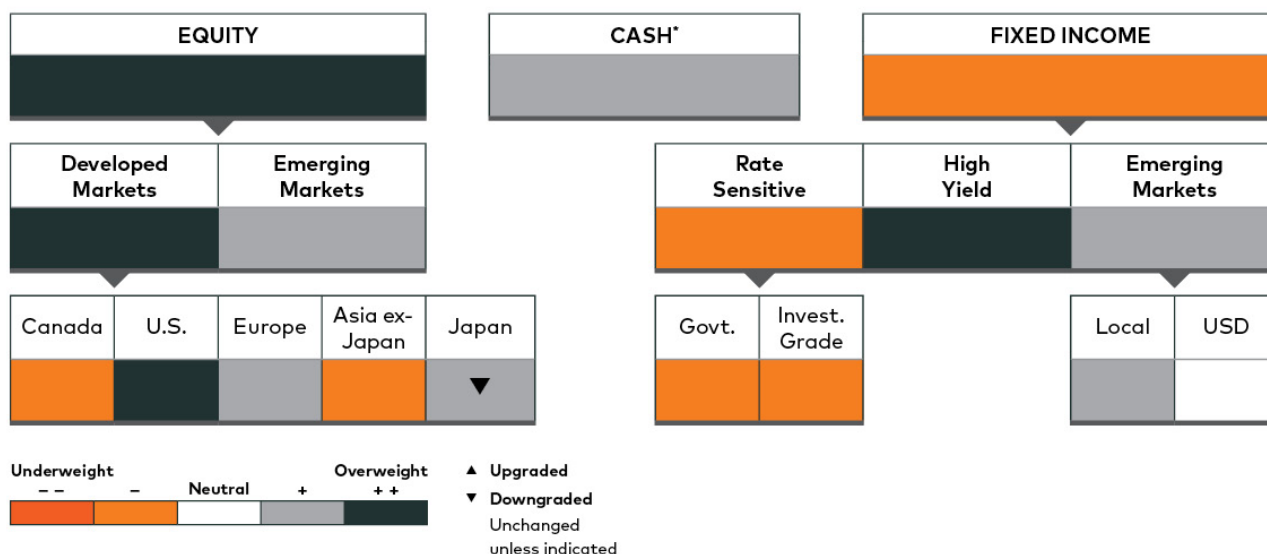 EQUITY
CASH*
FIXED INCOME
Developed
Markets
Emerging
Markets
Rate
Sensitive
High
Yield
Emerging
Markets
Canada
U.S.
Europe
Asia ex-
Japan
Japan
Govt.
Invest.
Grade
Local
USD
▼
Underweight
Overweight
– –
–
Neutral
+
+ +
▲ Upgraded
▼ Downgraded
Unchanged
unless indicated